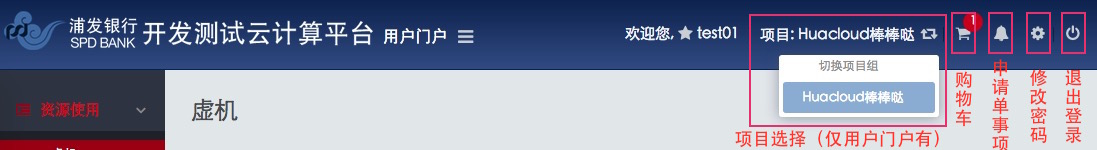 浦发银行
SPD BANK
开发测试云计算平台 用户门户
欢迎您, test01
项目: Huacloud棒棒哒
1
切换项目组
Huacloud棒棒哒
资源使用
虚机
购物车
申请单事项
修改密码
退出登录
项目选择（仅用户门户有）